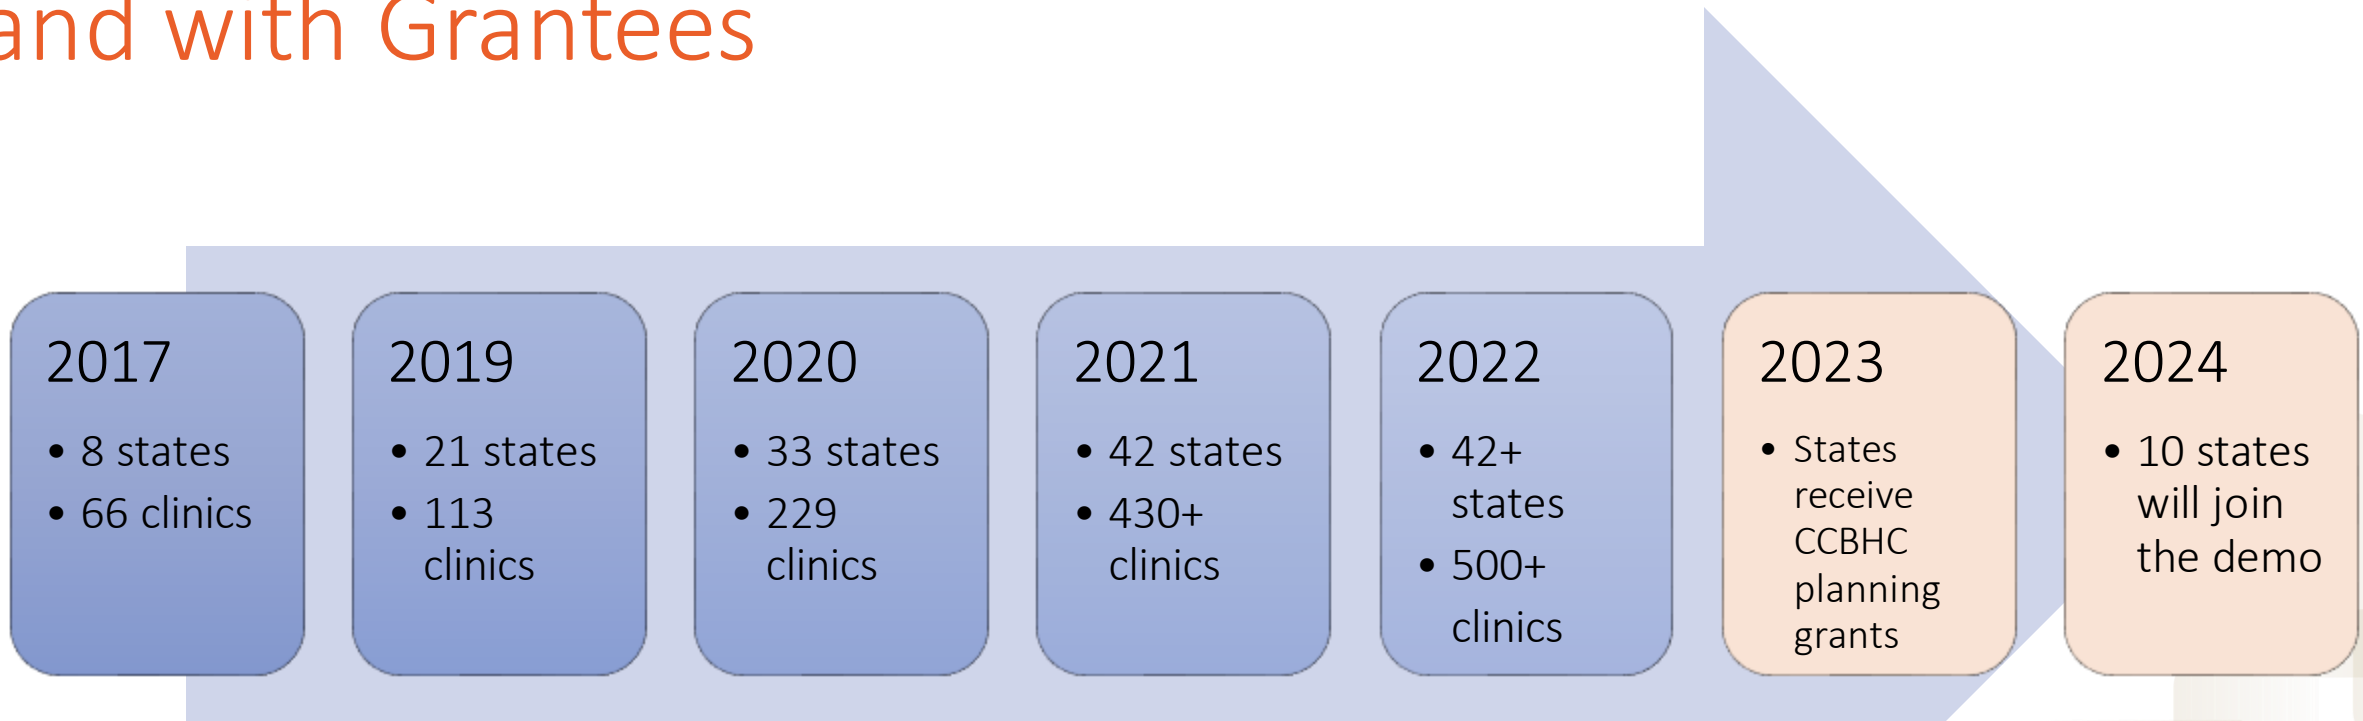 and with Grantees
2017
• 8 states
• 66 clinics
2019
• 21 states
• 113
clinics
2020
• 33 states
• 229
clinics
2021
• 42 states
• 430+
clinics
2022
• 42+
states
• 500+
clinics
2023
• States
receive
CCBHC
planning
grants
2024
• 10 states
will join
the demo